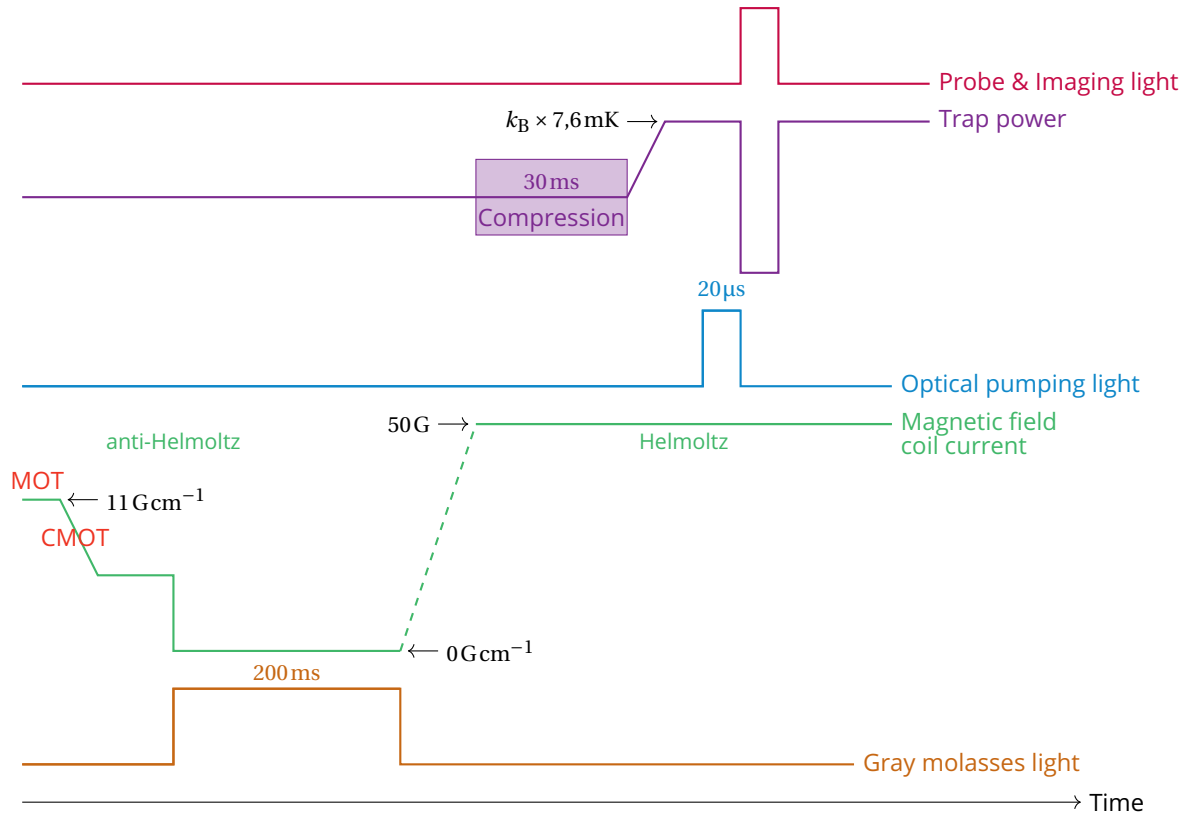 Probe & Imaging light
k_B × 7,6 mK
Trap power
30 ms
Compression
20 µs
Optical pumping light
50 G
Magnetic field
coil current
anti-Helmoltz
Helmoltz
MOT
11 G cm⁻¹
CMOT
0 G cm⁻¹
200 ms
Gray molasses light
Time